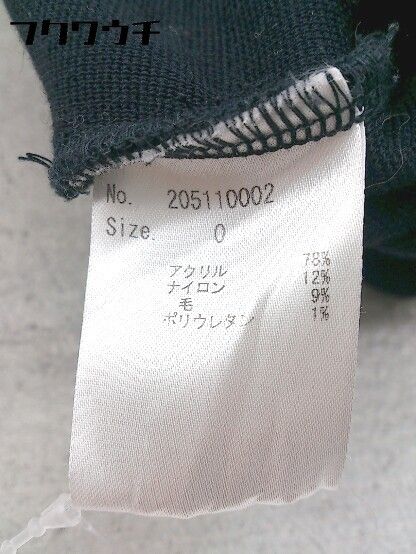 フクワウチ
No. 205110002
Size. 0
アクリル 78%
ナイロン 12%
毛 9%
ポリウレタン 1%